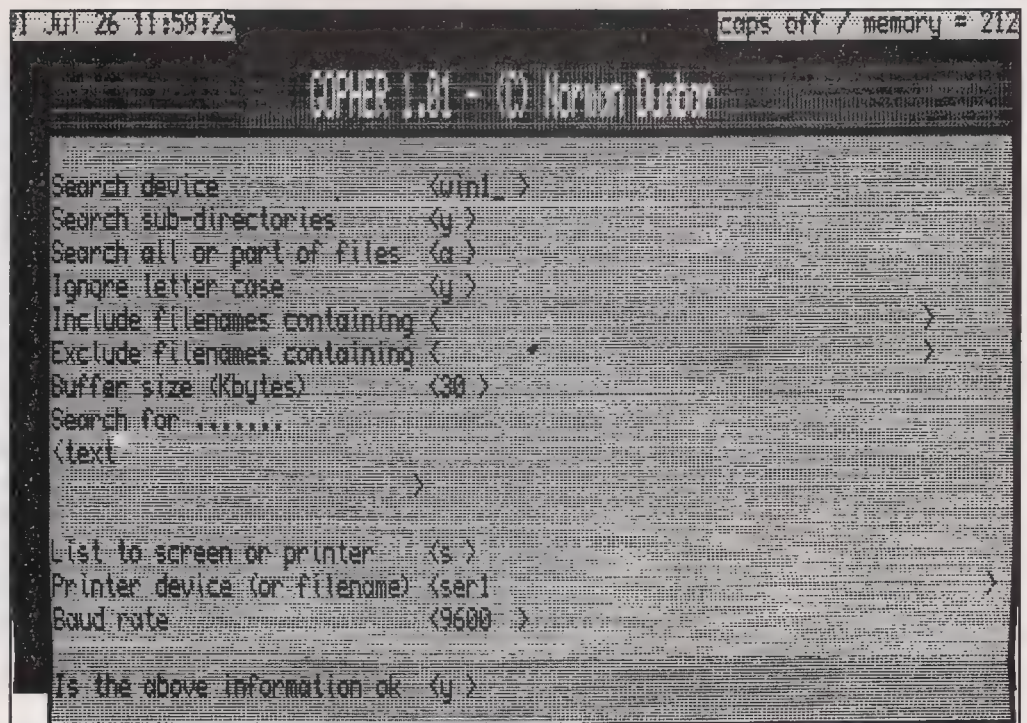 1 Jul 26 11:58:25
caps off / memory = 212
GOPHER 1.01 - (C) Norman Dunbar
Search device <win1_ >
Search sub-directories <y >
Search all or part of files <a >
Ignore letter case <y >
Include filenames containing < >
Exclude filenames containing < >
Buffer size (Kbytes) <30 >
Search for .......
<text
>
List to screen or printer <s >
Printer device (or filename) <ser1 >
Baud rate <9600 >
Is the above information ok <y >